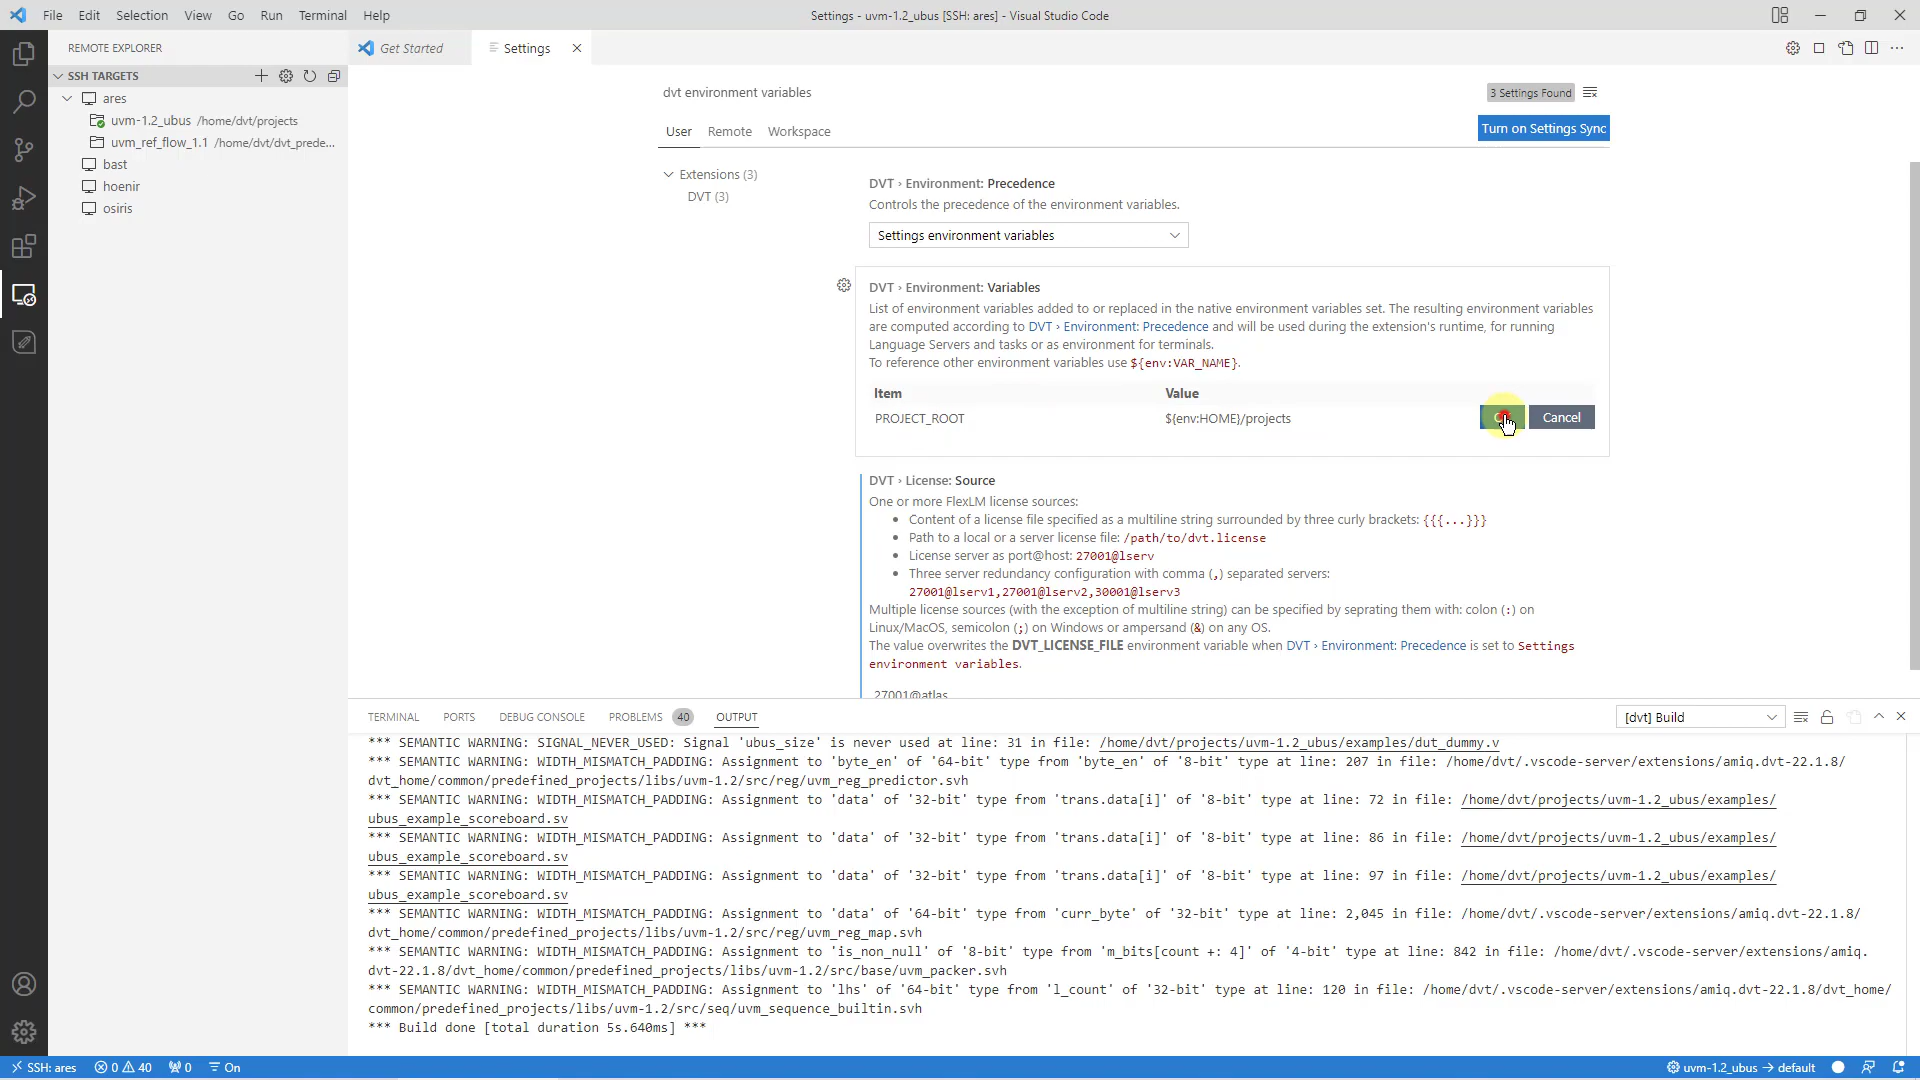 File Edit Selection View Go Run Terminal Help
Settings - uvm-1.2_ubus [SSH: ares] - Visual Studio Code
REMOTE EXPLORER
Get Started
Settings
SSH TARGETS
ares
uvm-1.2_ubus /home/dvt/projects
uvm_ref_flow_1.1 /home/dvt/dvt_prede...
bast
hoenir
osiris
dvt environment variables
3 Settings Found
User Remote Workspace
Turn on Settings Sync
Extensions (3)
DVT (3)
DVT › Environment: Precedence
Controls the precedence of the environment variables.
Settings environment variables
DVT › Environment: Variables
List of environment variables added to or replaced in the native environment variables set. The resulting environment variables
are computed according to DVT › Environment: Precedence and will be used during the extension's runtime, for running
Language Servers and tasks or as environment for terminals.
To reference other environment variables use ${env:VAR_NAME}.
Item Value
PROJECT_ROOT ${env:HOME}/projects
Cancel
DVT › License: Source
One or more FlexLM license sources:
• Content of a license file specified as a multiline string surrounded by three curly brackets: {{{...}}}
• Path to a local or a server license file: /path/to/dvt.license
• License server as port@host: 27001@lserv
• Three server redundancy configuration with comma (,) separated servers:
27001@lserv1,27001@lserv2,30001@lserv3
Multiple license sources (with the exception of multiline string) can be specified by seprating them with: colon (:) on
Linux/MacOS, semicolon (;) on Windows or ampersand (&) on any OS.
The value overwrites the DVT_LICENSE_FILE environment variable when DVT › Environment: Precedence is set to Settings
environment variables.
27001@atlas
TERMINAL PORTS DEBUG CONSOLE PROBLEMS 40 OUTPUT
[dvt] Build
*** SEMANTIC WARNING: SIGNAL_NEVER_USED: Signal 'ubus_size' is never used at line: 31 in file: /home/dvt/projects/uvm-1.2_ubus/examples/dut_dummy.v
*** SEMANTIC WARNING: WIDTH_MISMATCH_PADDING: Assignment to 'byte_en' of '64-bit' type from 'byte_en' of '8-bit' type at line: 207 in file: /home/dvt/.vscode-server/extensions/amiq.dvt-22.1.8/
dvt_home/common/predefined_projects/libs/uvm-1.2/src/reg/uvm_reg_predictor.svh
*** SEMANTIC WARNING: WIDTH_MISMATCH_PADDING: Assignment to 'data' of '32-bit' type from 'trans.data[i]' of '8-bit' type at line: 72 in file: /home/dvt/projects/uvm-1.2_ubus/examples/
ubus_example_scoreboard.sv
*** SEMANTIC WARNING: WIDTH_MISMATCH_PADDING: Assignment to 'data' of '32-bit' type from 'trans.data[i]' of '8-bit' type at line: 86 in file: /home/dvt/projects/uvm-1.2_ubus/examples/
ubus_example_scoreboard.sv
*** SEMANTIC WARNING: WIDTH_MISMATCH_PADDING: Assignment to 'data' of '32-bit' type from 'trans.data[i]' of '8-bit' type at line: 97 in file: /home/dvt/projects/uvm-1.2_ubus/examples/
ubus_example_scoreboard.sv
*** SEMANTIC WARNING: WIDTH_MISMATCH_PADDING: Assignment to 'data' of '64-bit' type from 'curr_byte' of '32-bit' type at line: 2,045 in file: /home/dvt/.vscode-server/extensions/amiq.dvt-22.1.8/
dvt_home/common/predefined_projects/libs/uvm-1.2/src/reg/uvm_reg_map.svh
*** SEMANTIC WARNING: WIDTH_MISMATCH_PADDING: Assignment to 'is_non_null' of '8-bit' type from 'm_bits[count +: 4]' of '4-bit' type at line: 842 in file: /home/dvt/.vscode-server/extensions/amiq.
dvt-22.1.8/dvt_home/common/predefined_projects/libs/uvm-1.2/src/base/uvm_packer.svh
*** SEMANTIC WARNING: WIDTH_MISMATCH_PADDING: Assignment to 'lhs' of '64-bit' type from 'l_count' of '32-bit' type at line: 120 in file: /home/dvt/.vscode-server/extensions/amiq.dvt-22.1.8/dvt_home/
common/predefined_projects/libs/uvm-1.2/src/seq/uvm_sequence_builtin.svh
*** Build done [total duration 5s.640ms] ***
SSH: ares 0 40 0 On
uvm-1.2_ubus → default